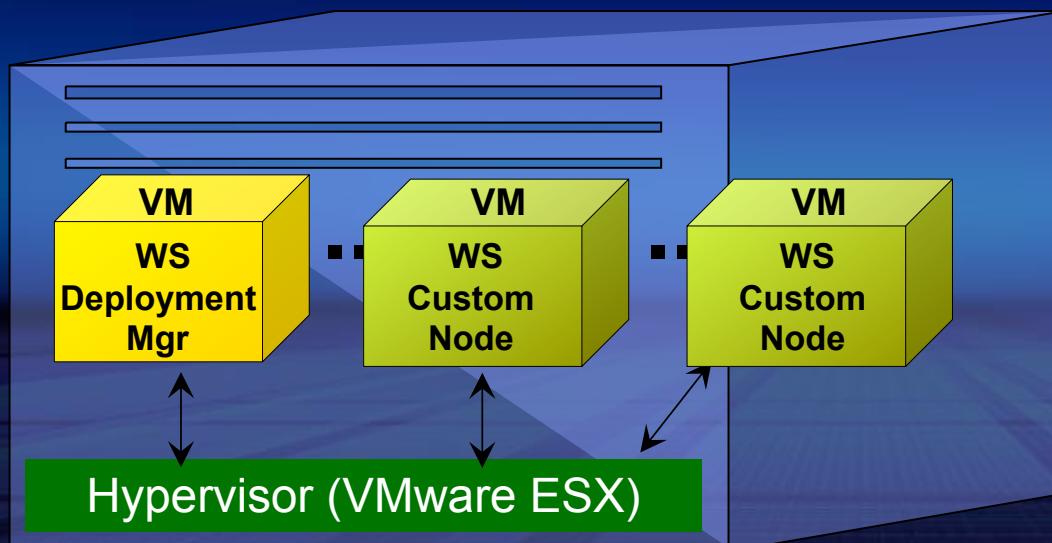 VM
WS
Deployment
Mgr
VM
WS
Custom
Node
VM
WS
Custom
Node
Hypervisor (VMware ESX)